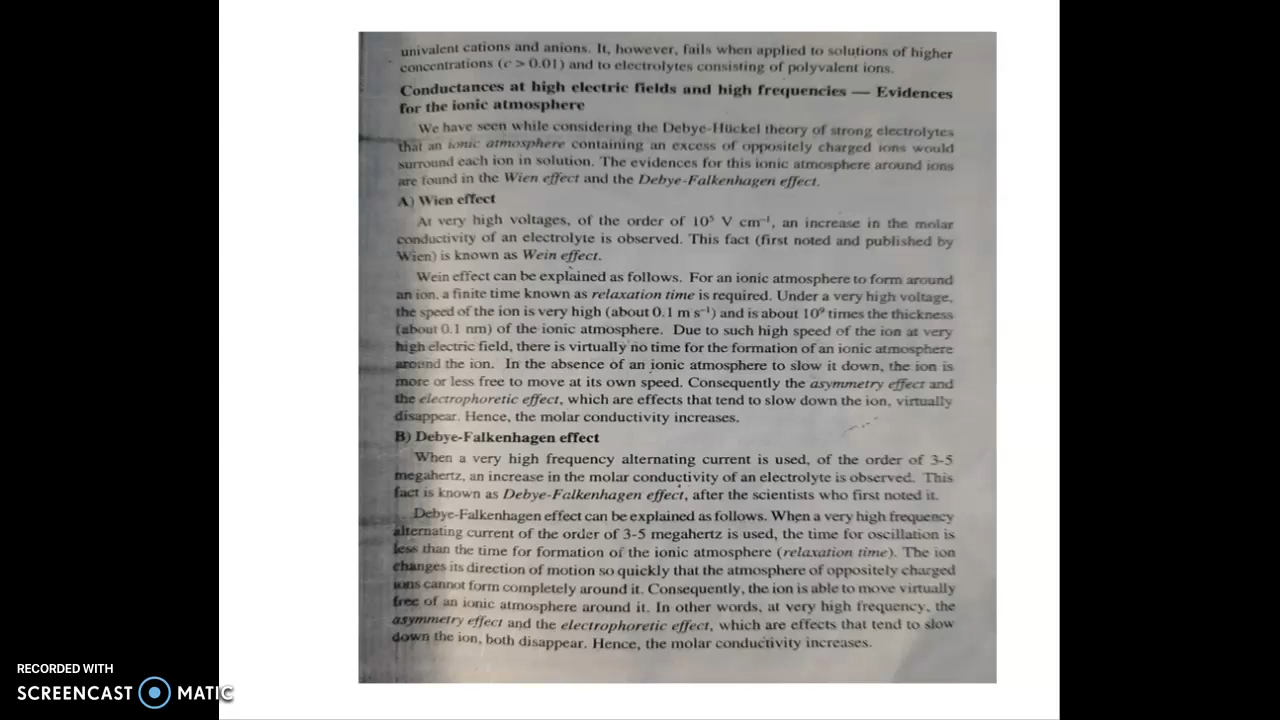 univalent cations and anions. It, however, fails when applied to solutions of higher
concentrations (c > 0.01) and to electrolytes consisting of polyvalent ions.
Conductances at high electric fields and high frequencies — Evidences
for the ionic atmosphere
We have seen while considering the Debye-Hückel theory of strong electrolytes
that an ionic atmosphere containing an excess of oppositely charged ions would
surround each ion in solution. The evidences for this ionic atmosphere around ions
are found in the Wien effect and the Debye-Falkenhagen effect.
A) Wien effect
At very high voltages, of the order of 10⁵ V cm⁻¹, an increase in the molar
conductivity of an electrolyte is observed. This fact (first noted and published by
Wien) is known as Wein effect.
Wein effect can be explained as follows. For an ionic atmosphere to form around
an ion, a finite time known as relaxation time is required. Under a very high voltage,
the speed of the ion is very high (about 0.1 m s⁻¹) and is about 10⁹ times the thickness
(about 0.1 nm) of the ionic atmosphere. Due to such high speed of the ion at very
high electric field, there is virtually no time for the formation of an ionic atmosphere
around the ion. In the absence of an ionic atmosphere to slow it down, the ion is
more or less free to move at its own speed. Consequently the asymmetry effect and
the electrophoretic effect, which are effects that tend to slow down the ion, virtually
disappear. Hence, the molar conductivity increases.
B) Debye-Falkenhagen effect
When a very high frequency alternating current is used, of the order of 3-5
megahertz, an increase in the molar conductivity of an electrolyte is observed. This
fact is known as Debye-Falkenhagen effect, after the scientists who first noted it.
Debye-Falkenhagen effect can be explained as follows. When a very high frequency
alternating current of the order of 3-5 megahertz is used, the time for oscillation is
less than the time for formation of the ionic atmosphere (relaxation time). The ion
changes its direction of motion so quickly that the atmosphere of oppositely charged
ions cannot form completely around it. Consequently, the ion is able to move virtually
free of an ionic atmosphere around it. In other words, at very high frequency, the
asymmetry effect and the electrophoretic effect, which are effects that tend to slow
down the ion, both disappear. Hence, the molar conductivity increases.
RECORDED WITH
SCREENCAST MATIC